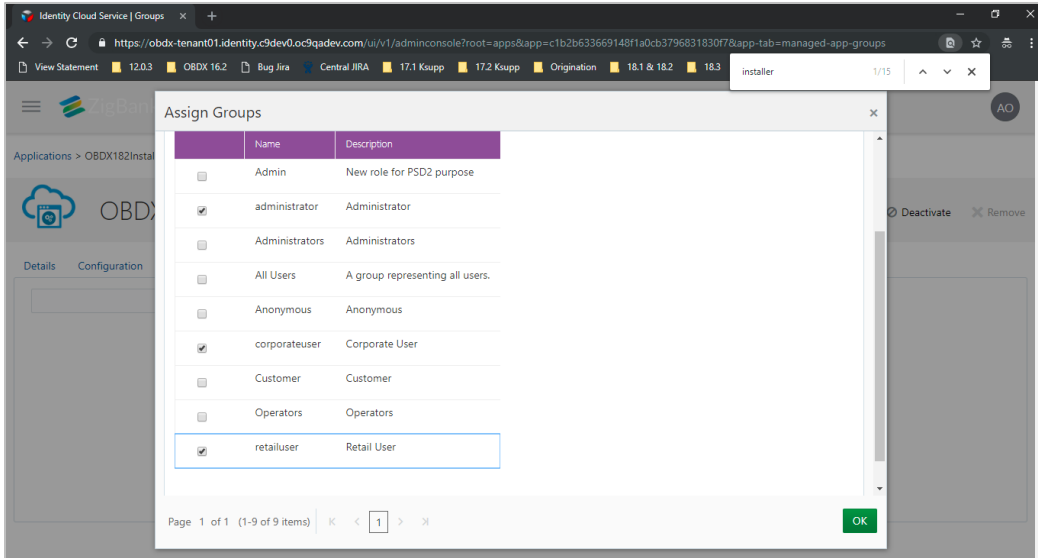 Identity Cloud Service | Groups
https://obdx-tenant01.identity.c9dev0.oc9qadev.com/ui/v1/adminconsole?root=apps&app=c1b2b633669148f1a0cb3796831830f7&app-tab=managed-app-groups
View Statement 12.0.3 OBDX 16.2 Bug Jira Central JIRA 17.1 Ksupp 17.2 Ksupp Origination 18.1 & 18.2 18.3
installer 1/15
ZigBank
AO
Assign Groups
Applications > OBDX182Instal
OBDX
Deactivate Remove
Details Configuration
Name Description
Admin New role for PSD2 purpose
administrator Administrator
Administrators Administrators
All Users A group representing all users.
Anonymous Anonymous
corporateuser Corporate User
Customer Customer
Operators Operators
retailuser Retail User
Page 1 of 1 (1-9 of 9 items) 1
OK